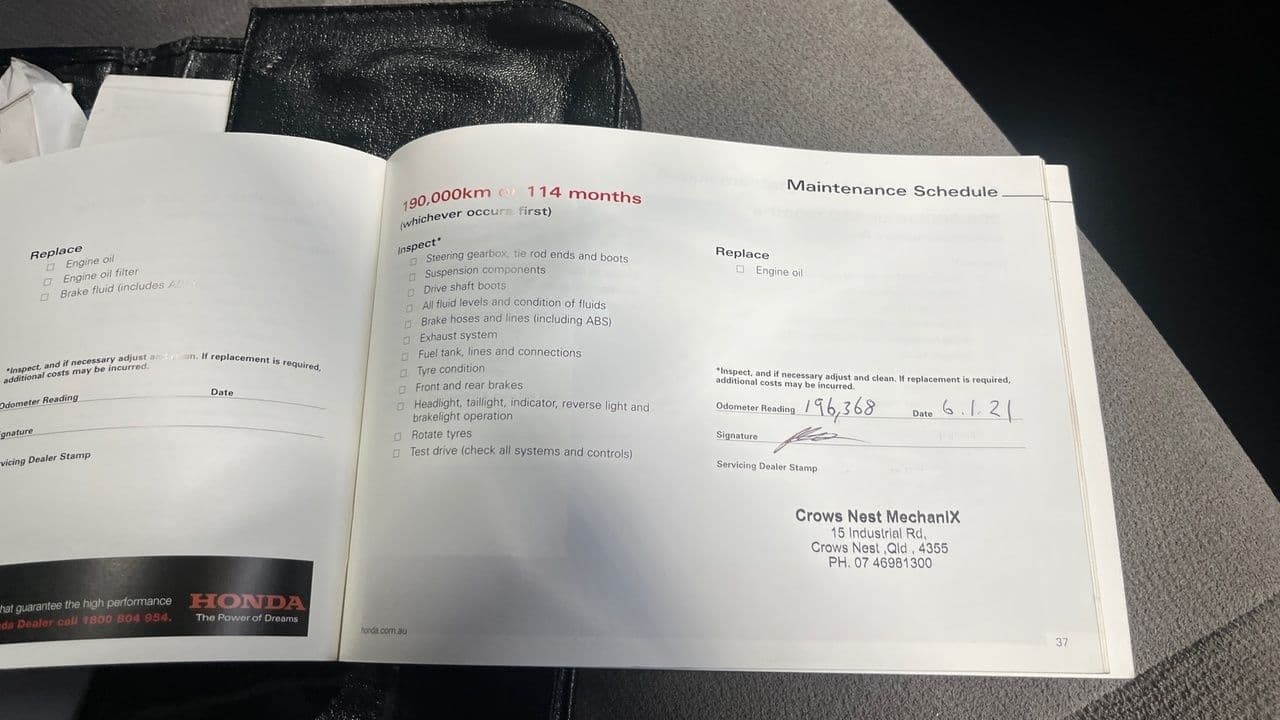 Replace
Engine oil
Engine oil filter
Brake fluid (includes
*Inspect, and if necessary adjust If replacement is required,
additional costs may be incurred.
Odometer Reading Date
Servicing Dealer Stamp
HONDA
hat guarantee the high performance
The Power of Dreams
da Dealer call 1800 804 954.
190,000km or 114 months
(whichever occurs first)
Inspect*
Steering gearbox, tie rod ends and boots
Suspension components
Drive shaft boots
All fluid levels and condition of fluids
Brake hoses and lines (including ABS)
Exhaust system
Fuel tank, lines and connections
Tyre condition
Front and rear brakes
Headlight, taillight, indicator, reverse light and
brakelight operation
Rotate tyres
Test drive (check all systems and controls)
honda.com.au
Maintenance Schedule
Replace
Engine oil
*Inspect, and if necessary adjust and clean. If replacement is required,
additional costs may be incurred.
Odometer Reading 196,368 Date 6.1.21
Signature
Servicing Dealer Stamp
Crows Nest MechaniX
15 Industrial Rd,
Crows Nest ,Qld , 4355
PH. 07 46981300
37